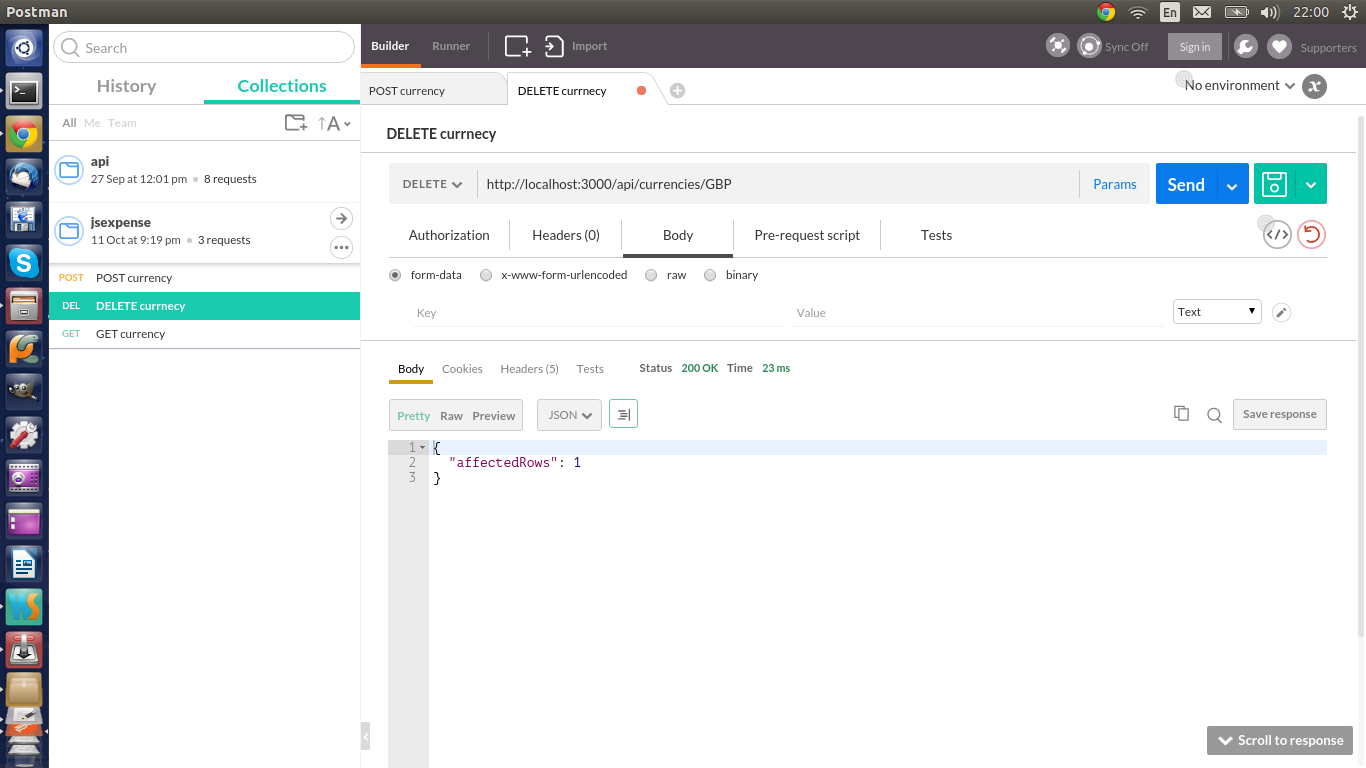 Postman
En
22:00
Search
History
Collections
All Me Team
A
api
27 Sep at 12:01 pm 8 requests
jsexpense
11 Oct at 9:19 pm 3 requests
POST POST currency
DEL DELETE currnecy
GET GET currency
Builder
Runner
Import
Sync Off
Sign in
Supporters
POST currency
DELETE currnecy
No environment
x
DELETE currnecy
DELETE
http://localhost:3000/api/currencies/GBP
Params
Send
Authorization
Headers (0)
Body
Pre-request script
Tests
form-data
x-www-form-urlencoded
raw
binary
Key
Value
Text
Body
Cookies
Headers (5)
Tests
Status 200 OK Time 23 ms
Pretty Raw Preview
JSON
Save response
1 {
2 "affectedRows": 1
3 }
Scroll to response